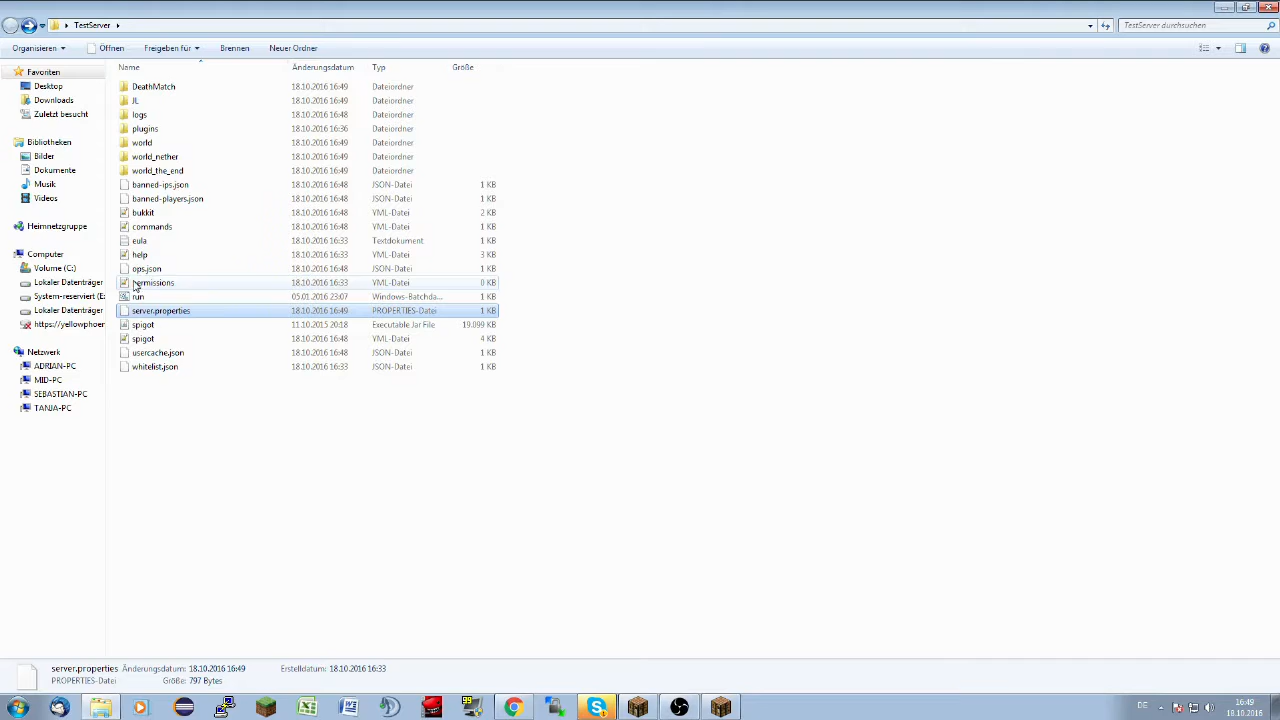 TestServer
TestServer durchsuchen
Organisieren Öffnen Freigeben für Brennen Neuer Ordner
Name Änderungsdatum Typ Größe
Favoriten
Desktop
Downloads
Zuletzt besucht
Bibliotheken
Bilder
Dokumente
Musik
Videos
Heimnetzgruppe
Computer
Volume (C:)
Lokaler Datenträger
System-reserviert (E:
Lokaler Datenträger
https://yellowphoer
Netzwerk
ADRIAN-PC
MID-PC
SEBASTIAN-PC
TANJA-PC
DeathMatch 18.10.2016 16:49 Dateiordner
JL 18.10.2016 16:49 Dateiordner
logs 18.10.2016 16:48 Dateiordner
plugins 18.10.2016 16:36 Dateiordner
world 18.10.2016 16:49 Dateiordner
world_nether 18.10.2016 16:49 Dateiordner
world_the_end 18.10.2016 16:49 Dateiordner
banned-ips.json 18.10.2016 16:48 JSON-Datei 1 KB
banned-players.json 18.10.2016 16:48 JSON-Datei 1 KB
bukkit 18.10.2016 16:48 YML-Datei 2 KB
commands 18.10.2016 16:48 YML-Datei 1 KB
eula 18.10.2016 16:33 Textdokument 1 KB
help 18.10.2016 16:33 YML-Datei 3 KB
ops.json 18.10.2016 16:48 JSON-Datei 1 KB
permissions 18.10.2016 16:33 YML-Datei 0 KB
run 05.01.2016 23:07 Windows-Batchda... 1 KB
server.properties 18.10.2016 16:49 PROPERTIES-Datei 1 KB
spigot 11.10.2015 20:18 Executable Jar File 19.099 KB
spigot 18.10.2016 16:48 YML-Datei 4 KB
usercache.json 18.10.2016 16:48 JSON-Datei 1 KB
whitelist.json 18.10.2016 16:33 JSON-Datei 1 KB
server.properties Änderungsdatum: 18.10.2016 16:49 Erstelldatum: 18.10.2016 16:33
PROPERTIES-Datei Größe: 797 Bytes
99
DE
16:49
18.10.2016